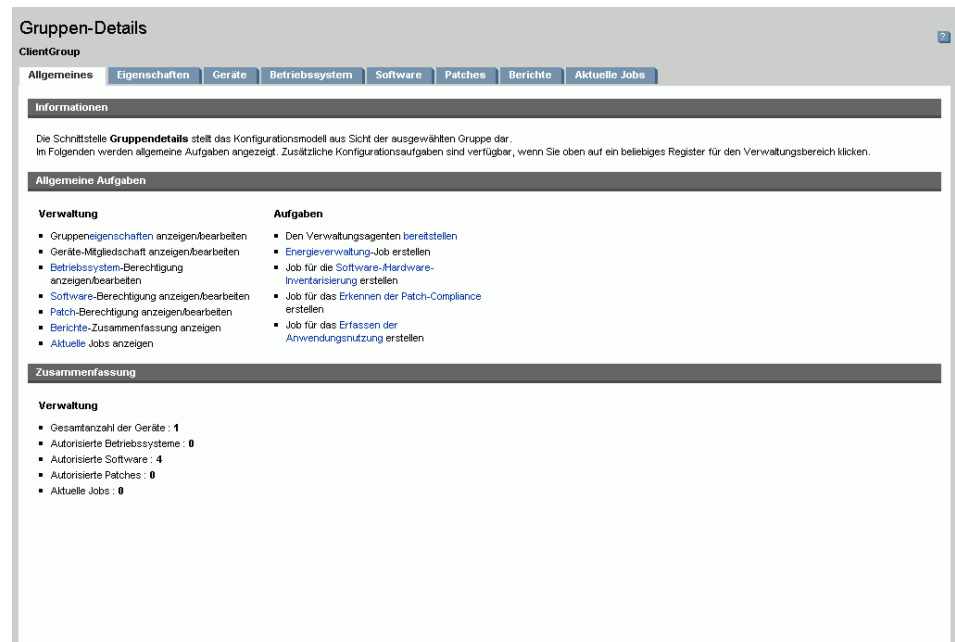 Gruppen-Details
?
ClientGroup
Allgemeines Eigenschaften Geräte Betriebssystem Software Patches Berichte Aktuelle Jobs
Informationen
Die Schnittstelle Gruppendetails stellt das Konfigurationsmodell aus Sicht der ausgewählten Gruppe dar.
Im Folgenden werden allgemeine Aufgaben angezeigt. Zusätzliche Konfigurationsaufgaben sind verfügbar, wenn Sie oben auf ein beliebiges Register für den Verwaltungsbereich klicken.
Allgemeine Aufgaben
Verwaltung
Gruppeneigenschaften anzeigen/bearbeiten
Geräte-Mitgliedschaft anzeigen/bearbeiten
Betriebssystem-Berechtigung
anzeigen/bearbeiten
Software-Berechtigung anzeigen/bearbeiten
Patch-Berechtigung anzeigen/bearbeiten
Berichte-Zusammenfassung anzeigen
Aktuelle Jobs anzeigen
Aufgaben
Den Verwaltungsagenten bereitstellen
Energieverwaltung-Job erstellen
Job für die Software-/Hardware-
Inventarisierung erstellen
Job für das Erkennen der Patch-Compliance
erstellen
Job für das Erfassen der
Anwendungsnutzung erstellen
Zusammenfassung
Verwaltung
Gesamtanzahl der Geräte : 1
Autorisierte Betriebssysteme : 0
Autorisierte Software : 4
Autorisierte Patches : 0
Aktuelle Jobs : 0